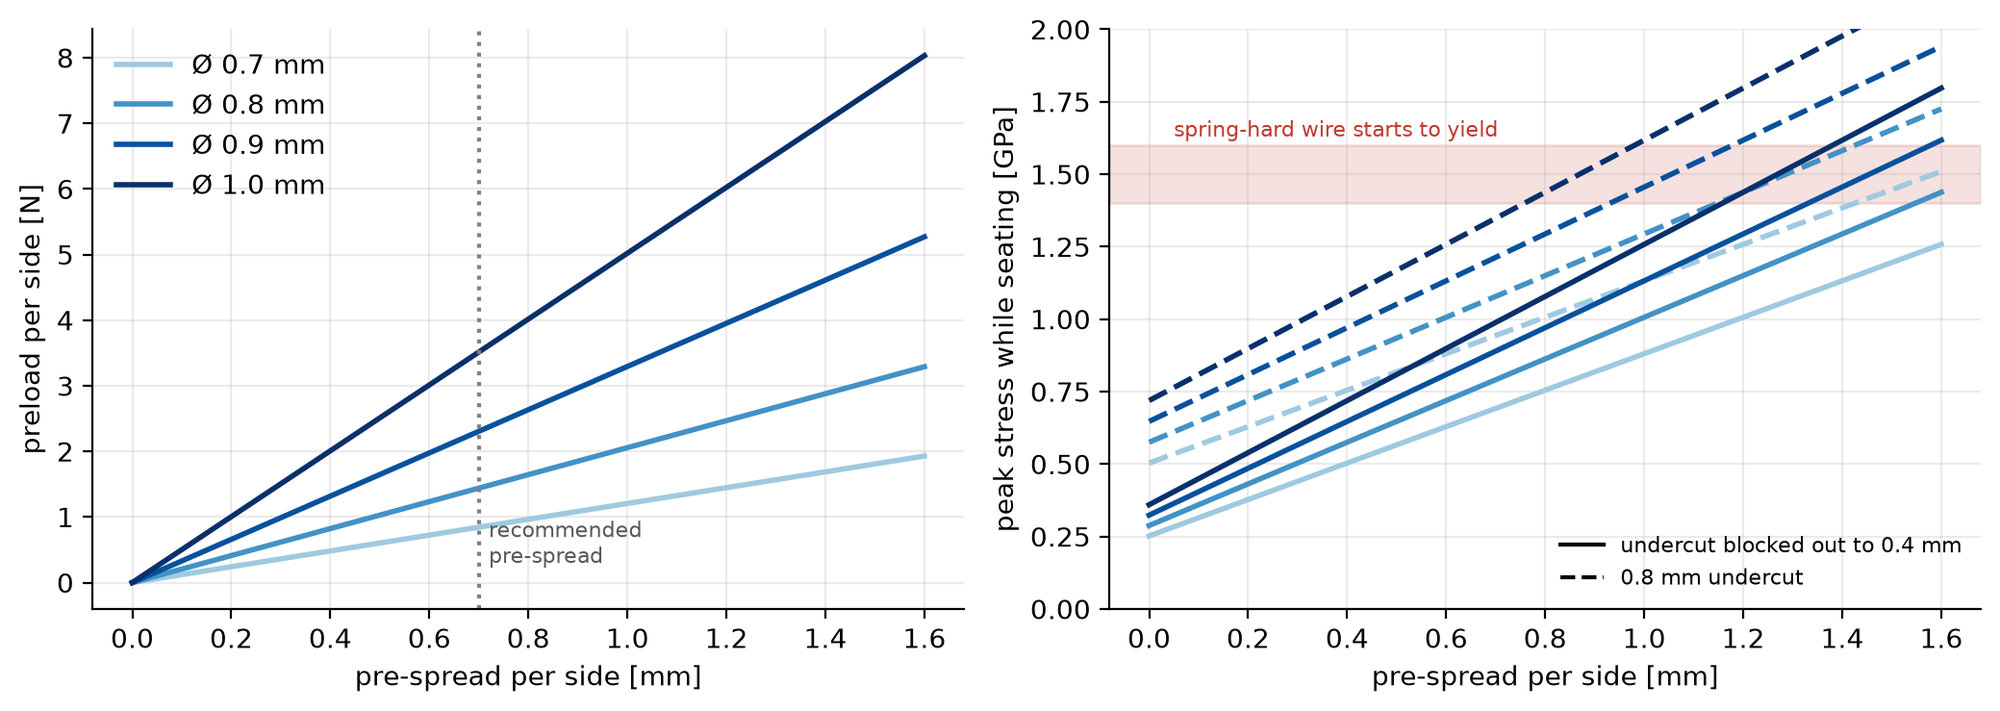 preload per side [N]
8
7
6
5
4
3
2
1
0
Ø 0.7 mm
Ø 0.8 mm
Ø 0.9 mm
Ø 1.0 mm
recommended
pre-spread
0.0 0.2 0.4 0.6 0.8 1.0 1.2 1.4 1.6
pre-spread per side [mm]
peak stress while seating [GPa]
2.00
1.75
1.50
1.25
1.00
0.75
0.50
0.25
0.00
spring-hard wire starts to yield
undercut blocked out to 0.4 mm
0.8 mm undercut
0.0 0.2 0.4 0.6 0.8 1.0 1.2 1.4 1.6
pre-spread per side [mm]